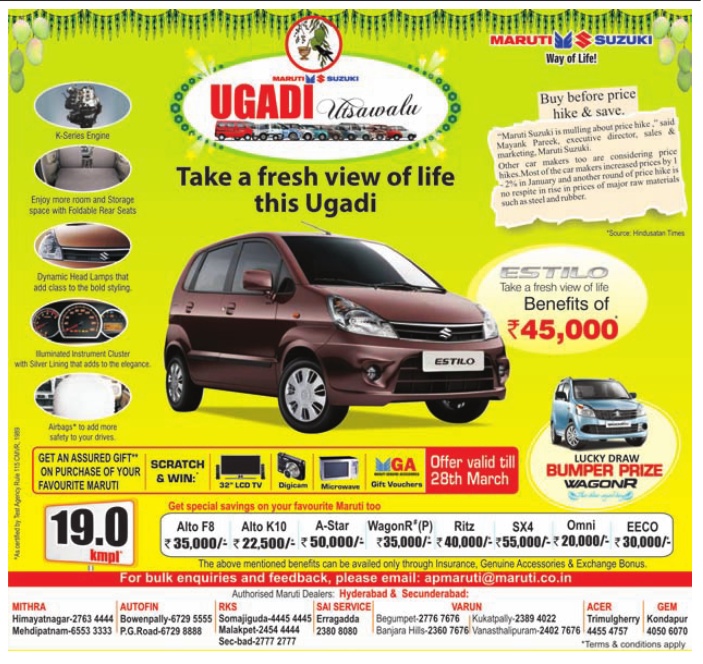 MARUTI SUZUKI
Way of Life!
MARUTI SUZUKI
UGADI Utsawalu
Take a fresh view of life
this Ugadi
K-Series Engine
Enjoy more room and Storage
space with Foldable Rear Seats
Dynamic Head Lamps that
add class to the bold styling.
Illuminated Instrument Cluster
with Silver Lining that adds to the elegance.
Airbags* to add more
safety to your drives.
Buy before price
hike & save.
"Maruti Suzuki is mulling about price hike," said
Mayank Pareek, executive director, sales &
marketing, Maruti Suzuki.
Other car makers too are considering price
hikes.Most of the car makers increased prices by 1
- 2% in January and another round of price hike is
no respite in rise in prices of major raw materials
such as steel and rubber.
*Source: Hindusatan Times
ESTILO
Take a fresh view of life
Benefits of
₹45,000*
ESTILO
LUCKY DRAW
BUMPER PRIZE
WAGONR
GET AN ASSURED GIFT**
ON PURCHASE OF YOUR
FAVOURITE MARUTI
SCRATCH
& WIN:*
32" LCD TV
Digicam
Microwave
MGA
Gift Vouchers
Offer valid till
28th March
*As certified by Test Agency Rule 115 CMVR, 1989
19.0
kmpl*
Get special savings on your favourite Maruti too
Alto F8 Alto K10 A-Star WagonR#(P) Ritz SX4 Omni EECO
₹ 35,000/- ₹ 22,500/- ₹ 50,000/- ₹35,000/- ₹ 40,000/- ₹55,000/- ₹ 20,000/- ₹ 30,000/-
The above mentioned benefits can be availed only through Insurance, Genuine Accessories & Exchange Bonus.
For bulk enquiries and feedback, please email: apmaruti@maruti.co.in
Authorised Maruti Dealers: Hyderabad & Secunderabad:
MITHRA
Himayatnagar-2763 4444
Mehdipatnam-6553 3333
AUTOFIN
Bowenpally-6729 5555
P.G.Road-6729 8888
RKS
Somajiguda-4445 4445
Malakpet-2454 4444
Sec-bad-2777 2777
SAI SERVICE
Erragadda
2380 8080
VARUN
Begumpet-2776 7676 Kukatpally-2389 4022
Banjara Hills-2360 7676 Vanasthalipuram-2402 7676
ACER
Trimulgherry
4455 4757
GEM
Kondapur
4050 6070
*Terms & conditions apply